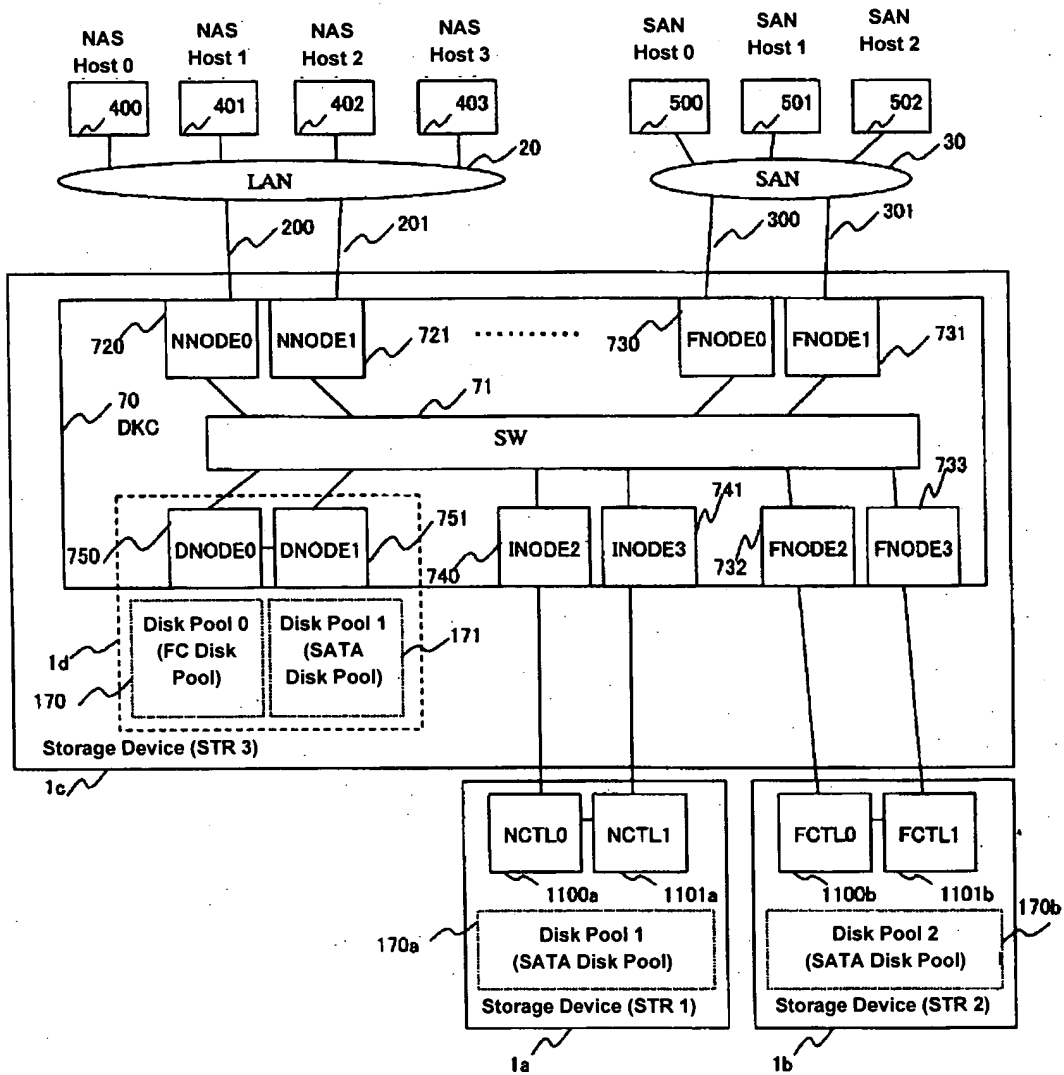 NAS Host 0
NAS Host 1
NAS Host 2
NAS Host 3
SAN Host 0
SAN Host 1
SAN Host 2
400
401
402
403
500
501
502
20
30
LAN
SAN
200
201
300
301
720
NNODE0
NNODE1
721
730
FNODE0
FNODE1
731
70
DKC
71
SW
750
DNODE0
DNODE1
751
740
INODE2
INODE3
741
732
FNODE2
FNODE3
733
1d
170
Disk Pool 0
(FC Disk
Pool)
Disk Pool 1
(SATA
Disk Pool)
171
Storage Device (STR 3)
1c
NCTL0
NCTL1
1100a
1101a
FCTL0
FCTL1
1100b
1101b
170a
Disk Pool 1
(SATA Disk Pool)
Storage Device (STR 1)
1a
170b
Disk Pool 2
(SATA Disk Pool)
Storage Device (STR 2)
1b